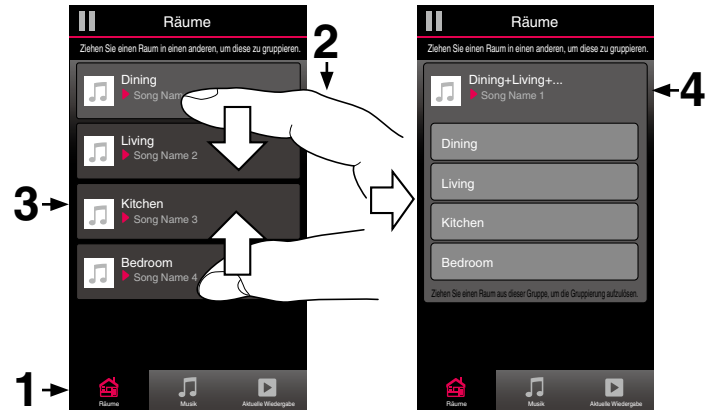 Räume
Ziehen Sie einen Raum in einen anderen, um diese zu gruppieren.
Dining
Song Nam
Living
Song Name 2
Kitchen
Song Name 3
Bedroom
Song Name 4
Räume
Musik
Aktuelle Wiedergabe
1
2
3
Räume
Ziehen Sie einen Raum in einen anderen, um diese zu gruppieren.
Dining+Living+...
Song Name 1
Dining
Living
Kitchen
Bedroom
Ziehen Sie einen Raum aus dieser Gruppe, um die Gruppierung aufzulösen.
Räume
Musik
Aktuelle Wiedergabe
4